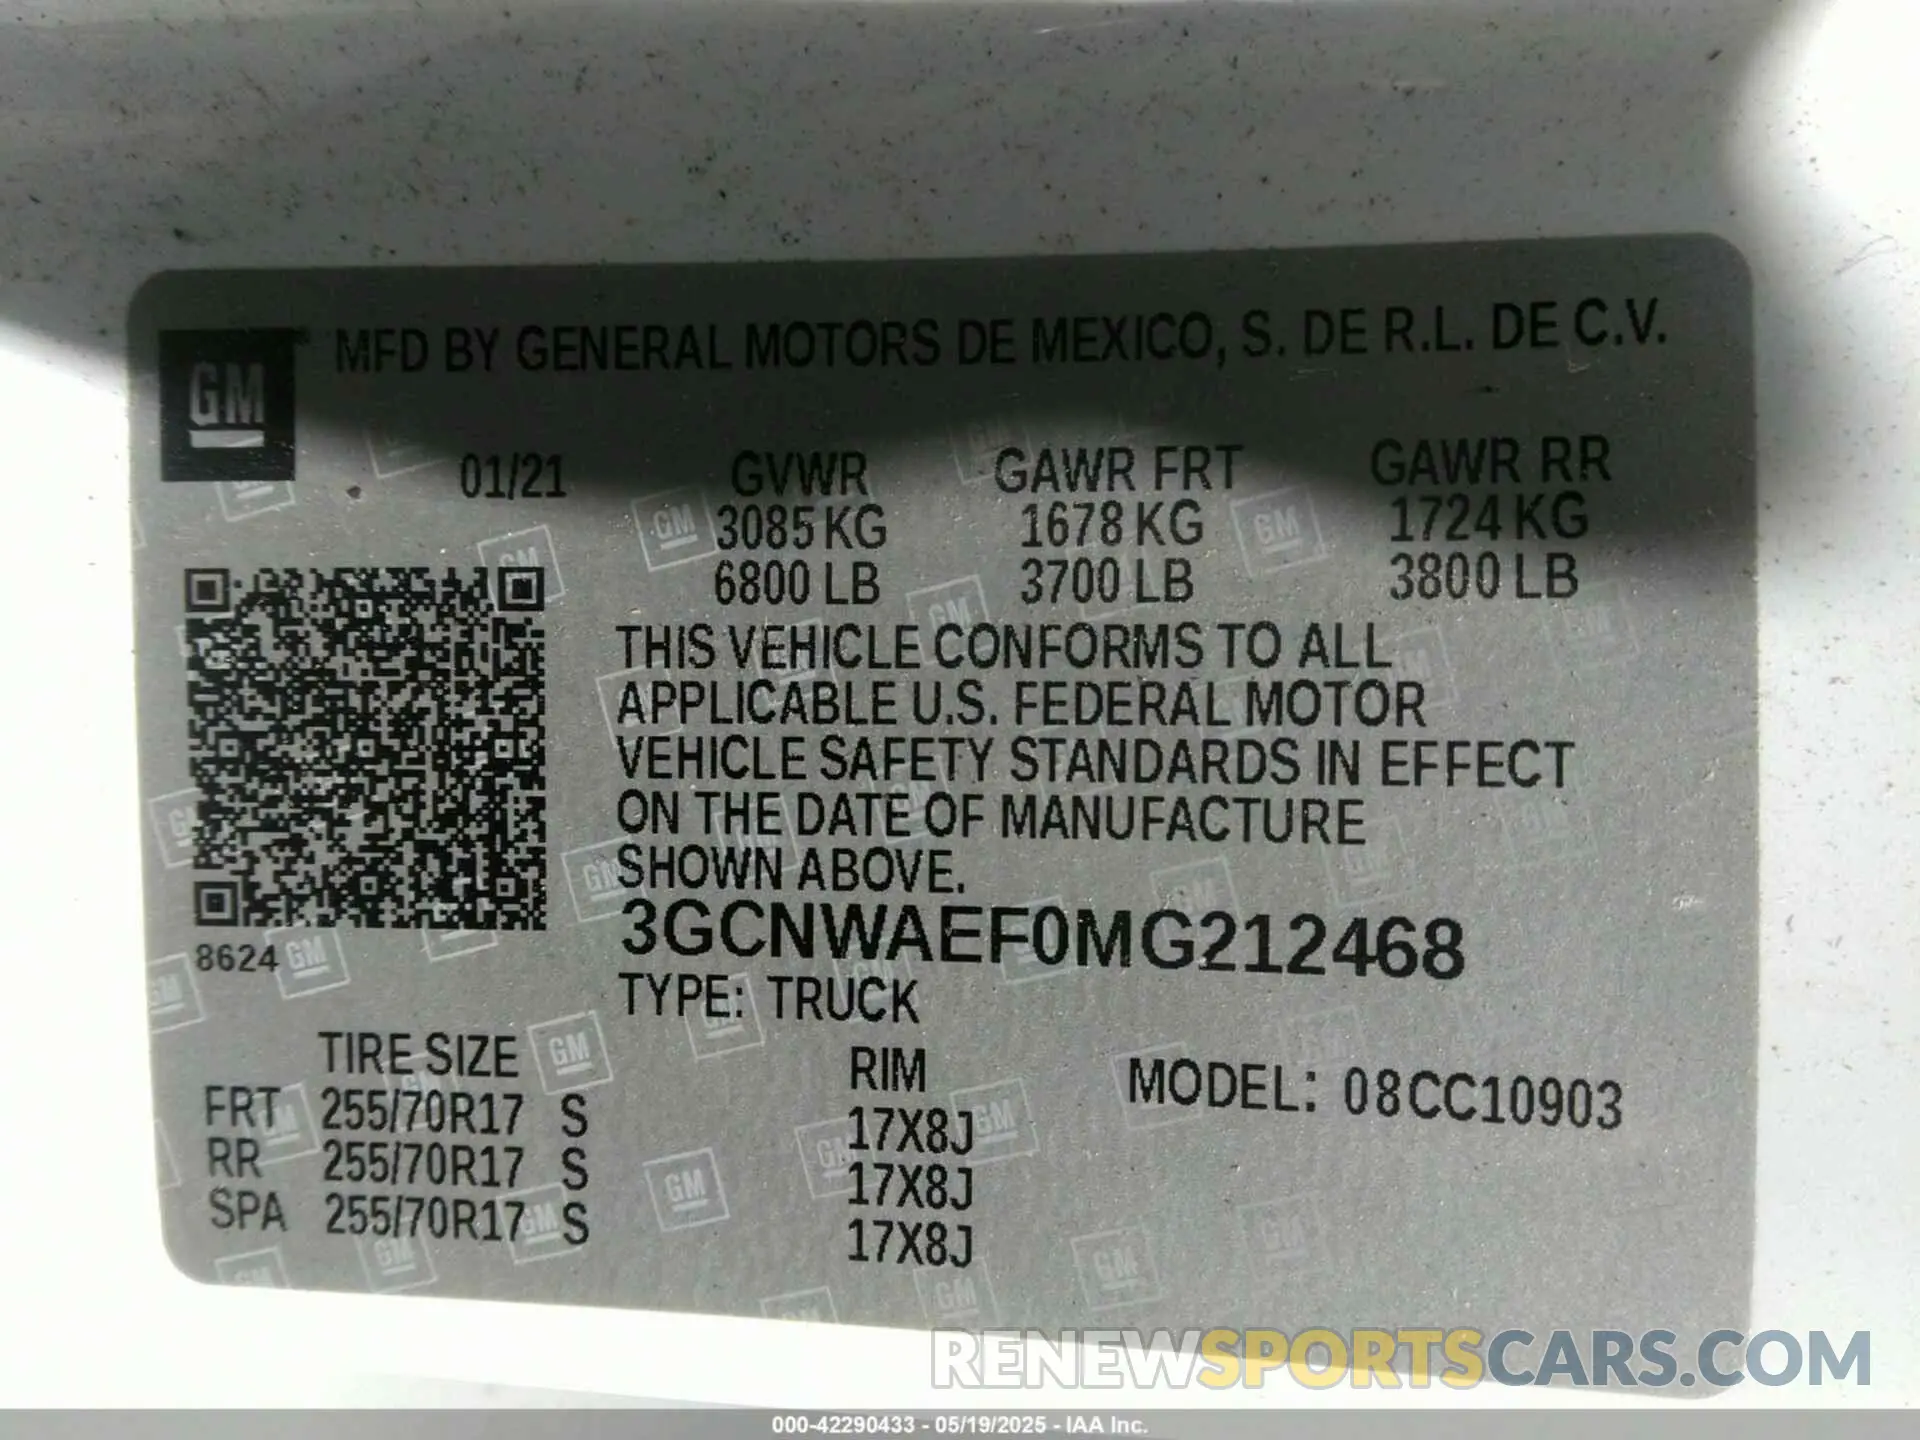 GM MFD BY GENERAL MOTORS DE MEXICO, S. DE R.L. DE C.V.
01/21 GVWR GAWR FRT GAWR RR
3085 KG 1678 KG 1724 KG
6800 LB 3700 LB 3800 LB
THIS VEHICLE CONFORMS TO ALL
APPLICABLE U.S. FEDERAL MOTOR
VEHICLE SAFETY STANDARDS IN EFFECT
ON THE DATE OF MANUFACTURE
SHOWN ABOVE.
3GCNWAEF0MG212468
8624
TYPE: TRUCK
TIRE SIZE RIM MODEL: 08CC10903
FRT 255/70R17 S 17X8J
RR 255/70R17 S 17X8J
SPA 255/70R17 S 17X8J
RENEWSPORTSCARS.COM
000-42290433 - 05/19/2025 - IAA Inc.